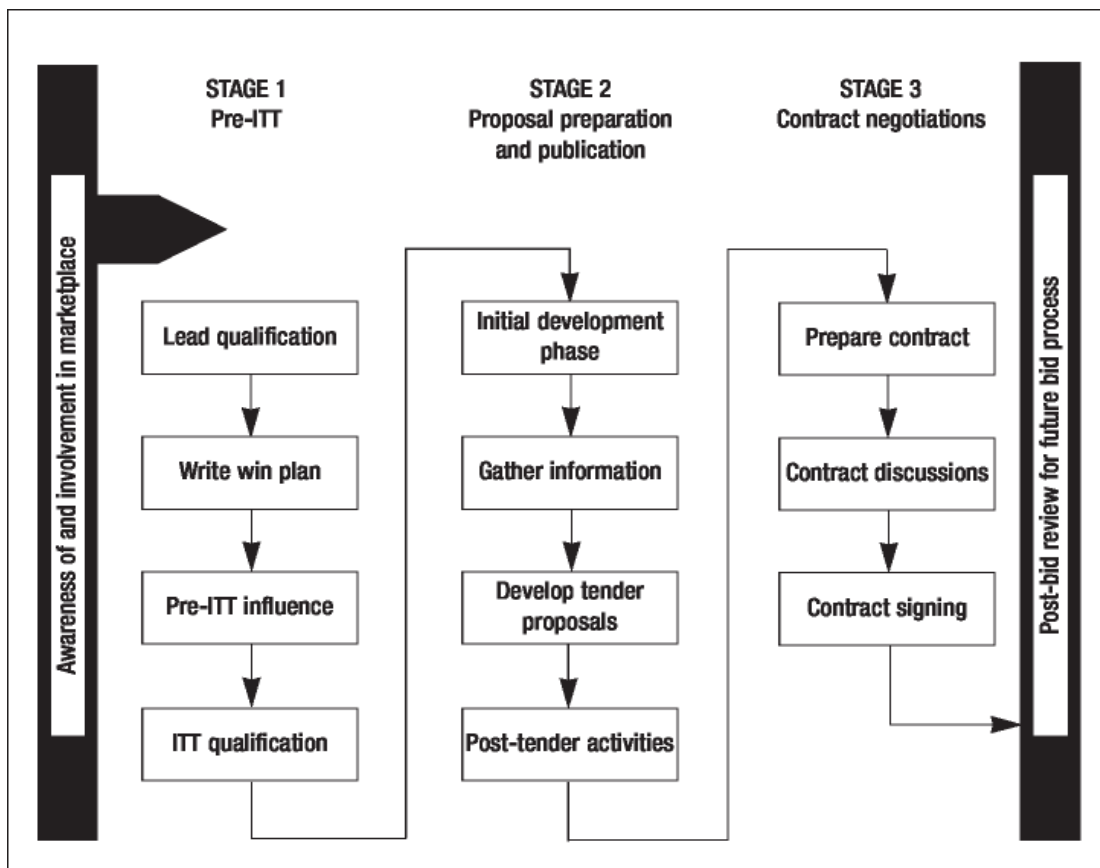 Awareness of and involvement in marketplace
STAGE 1
Pre-ITT
Lead qualification
Write win plan
Pre-ITT influence
ITT qualification
STAGE 2
Proposal preparation
and publication
Initial development
phase
Gather information
Develop tender
proposals
Post-tender activities
STAGE 3
Contract negotiations
Prepare contract
Contract discussions
Contract signing
Post-bid review for future bid process